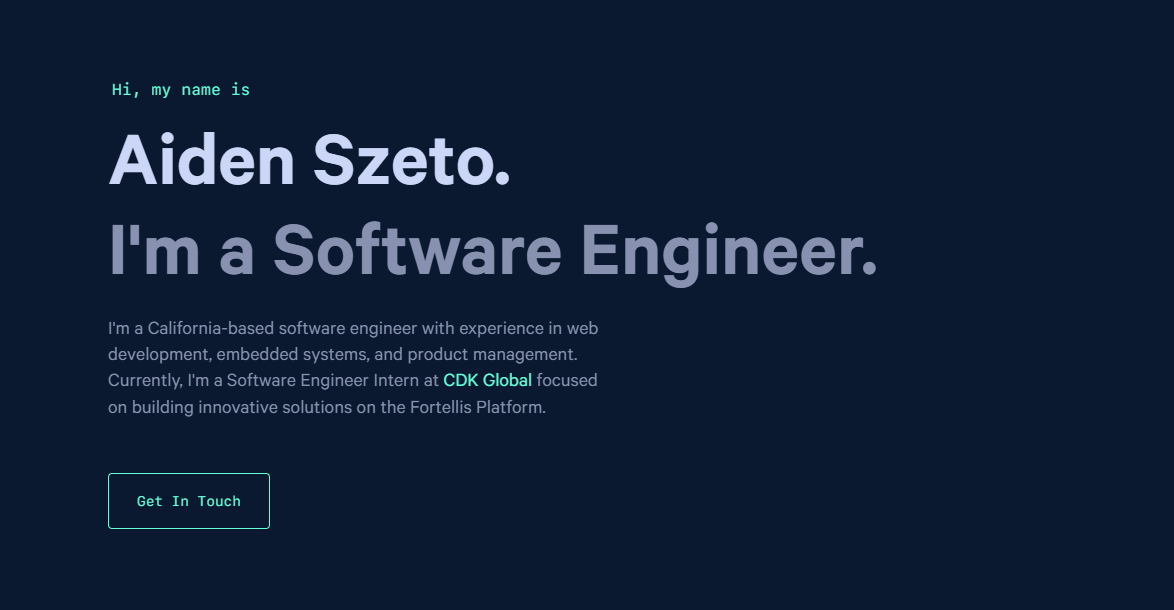 Hi, my name is
Aiden Szeto.
I'm a Software Engineer.
I'm a California-based software engineer with experience in web
development, embedded systems, and product management.
Currently, I'm a Software Engineer Intern at CDK Global focused
on building innovative solutions on the Fortellis Platform.
Get In Touch